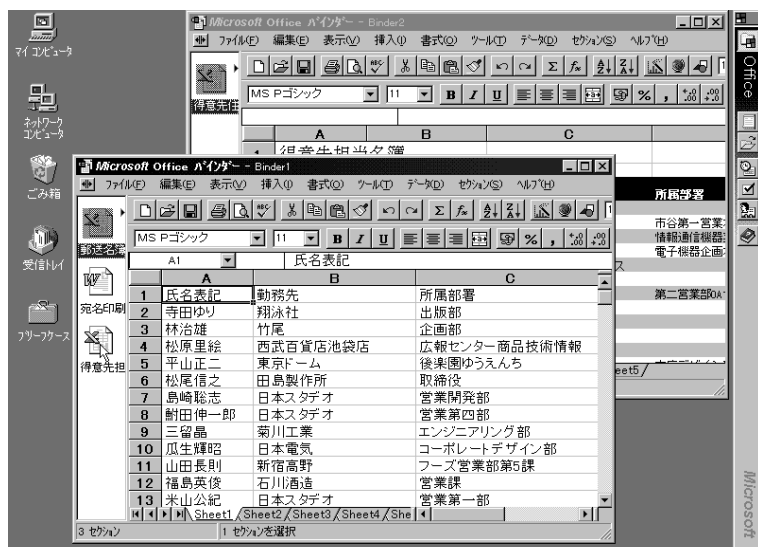 マイ コンピュータ
ネットワーク
コンピュータ
ごみ箱
受信トレイ
ブリーフケース
Microsoft Office バインダー - Binder2
ファイル(F) 編集(E) 表示(V) 挿入(I) 書式(O) ツール(T) データ(D) セクション(S) ヘルプ(H)
得意先担
MS Pゴシック 11 B I U % ,
A B C
1 得意先担当名簿
所属部署
市谷第一営業
情報通信機器
電子機器企画
ス
第二営業部OA
eet5
Office
Microsoft
Microsoft Office バインダー - Binder1
ファイル(F) 編集(E) 表示(V) 挿入(I) 書式(O) ツール(T) データ(D) セクション(S) ヘルプ(H)
MS Pゴシック 11 B I U % ,
A1 氏名表記
郵送名簿
宛名印刷
得意先担
A B C
1 氏名表記 勤務先 所属部署
2 寺田ゆり 翔泳社 出版部
3 林治雄 竹尾 企画部
4 松原里絵 西武百貨店池袋店 広報センター商品技術情報
5 平山正二 東京ドーム 後楽園ゆうえんち
6 松尾信之 田島製作所 取締役
7 島崎聡志 日本スタデオ 営業開発部
8 鮒田伸一郎 日本スタデオ 営業第四部
9 三留晶 菊川工業 エンジニアリング部
10 瓜生輝昭 日本電気 コーポレートデザイン部
11 山田長則 新宿高野 フーズ営業部第5課
12 福島英俊 石川酒造 営業課
13 米山公紀 日本スタデオ 営業第一部
Sheet1 Sheet2 Sheet3 Sheet4 She
3 セクション 1 セクションを選択